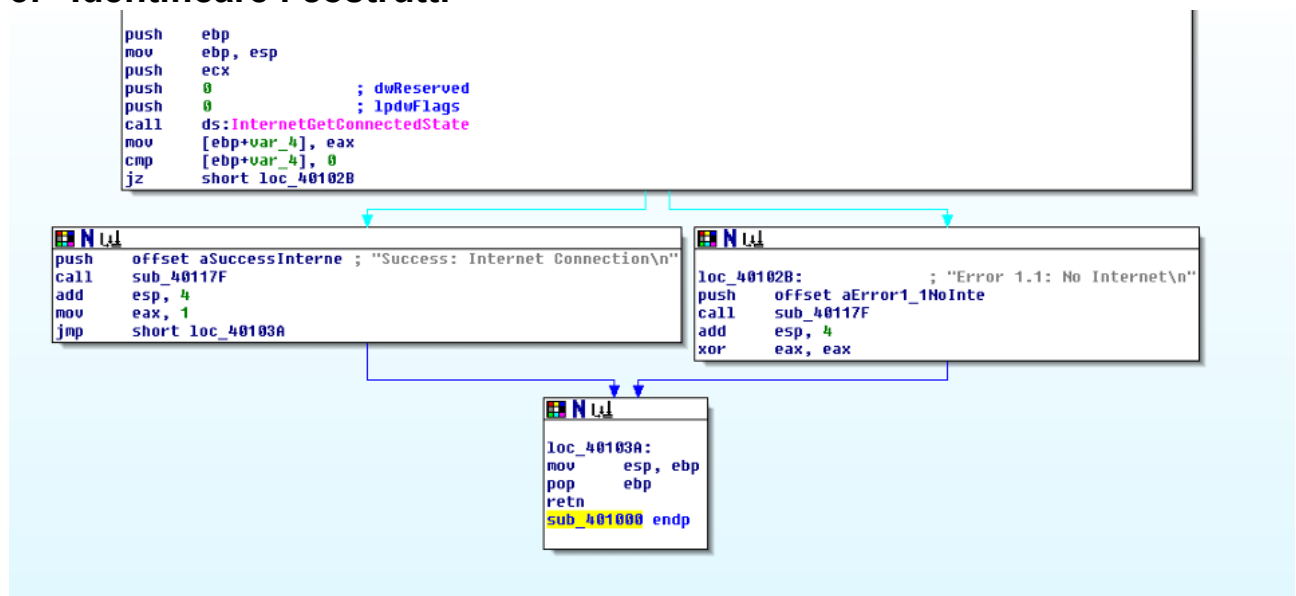 push ebp
mov ebp, esp
push ecx
push 0 ; dwReserved
push 0 ; lpdwFlags
call ds:InternetGetConnectedState
mov [ebp+var_4], eax
cmp [ebp+var_4], 0
jz short loc_40102B
push offset aSuccessInterne ; "Success: Internet Connection\n"
call sub_40117F
add esp, 4
mov eax, 1
jmp short loc_40103A
loc_40102B: ; "Error 1.1: No Internet\n"
push offset aError1_1NoInte
call sub_40117F
add esp, 4
xor eax, eax
loc_40103A:
mov esp, ebp
pop ebp
retn
sub_401000 endp